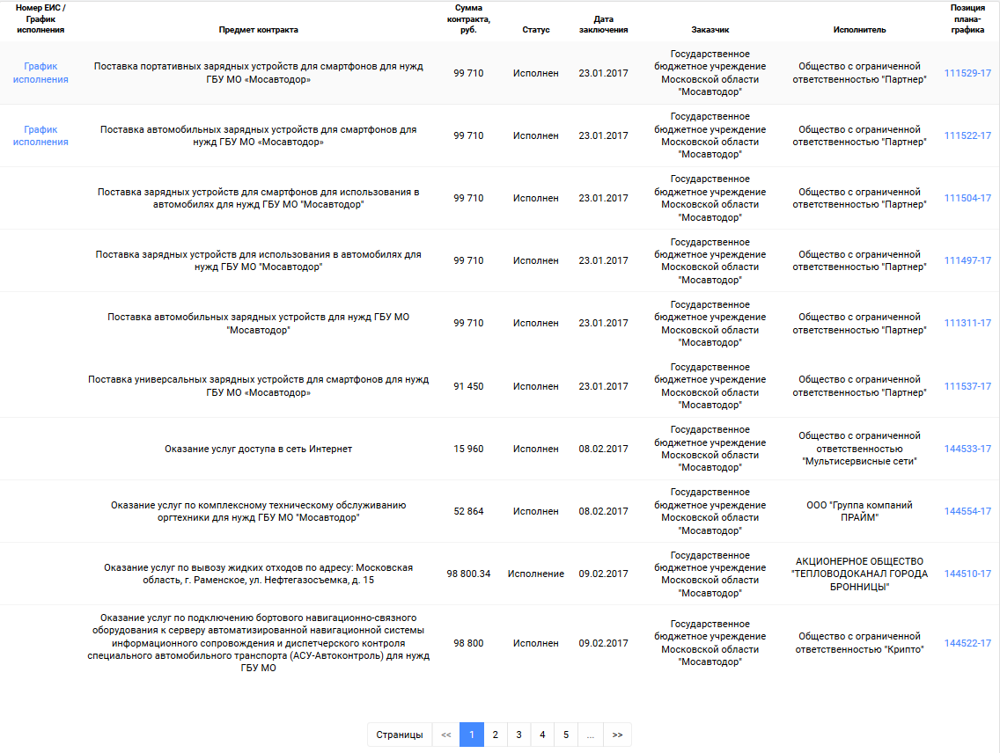 Номер ЕИС /
График
исполнения
Предмет контракта
Сумма
контракта,
руб.
Статус
Дата
заключения
Заказчик
Исполнитель
Позиция
плана-
графика
График
исполнения
Поставка портативных зарядных устройств для смартфонов для нужд
ГБУ МО «Мосавтодор»
99 710
Исполнен
23.01.2017
Государственное
бюджетное учреждение
Московской области
"Мосавтодор"
Общество с ограниченной
ответственностью "Партнер"
111529-17
График
исполнения
Поставка автомобильных зарядных устройств для смартфонов для
нужд ГБУ МО «Мосавтодор»
99 710
Исполнен
23.01.2017
Государственное
бюджетное учреждение
Московской области
"Мосавтодор"
Общество с ограниченной
ответственностью "Партнер"
111522-17
Поставка зарядных устройств для смартфонов для использования в
автомобилях для нужд ГБУ МО "Мосавтодор"
99 710
Исполнен
23.01.2017
Государственное
бюджетное учреждение
Московской области
"Мосавтодор"
Общество с ограниченной
ответственностью "Партнер"
111504-17
Поставка зарядных устройств для использования в автомобилях для
нужд ГБУ МО "Мосавтодор"
99 710
Исполнен
23.01.2017
Государственное
бюджетное учреждение
Московской области
"Мосавтодор"
Общество с ограниченной
ответственностью "Партнер"
111497-17
Поставка автомобильных зарядных устройств для нужд ГБУ МО
"Мосавтодор"
99 710
Исполнен
23.01.2017
Государственное
бюджетное учреждение
Московской области
"Мосавтодор"
Общество с ограниченной
ответственностью "Партнер"
111311-17
Поставка универсальных зарядных устройств для смартфонов для нужд
ГБУ МО «Мосавтодор»
91 450
Исполнен
23.01.2017
Государственное
бюджетное учреждение
Московской области
"Мосавтодор"
Общество с ограниченной
ответственностью "Партнер"
111537-17
Оказание услуг доступа в сеть Интернет
15 960
Исполнен
08.02.2017
Государственное
бюджетное учреждение
Московской области
"Мосавтодор"
Общество с ограниченной
ответственностью
"Мультисервисные сети"
144533-17
Оказание услуг по комплексному техническому обслуживанию
оргтехники для нужд ГБУ МО "Мосавтодор"
52 864
Исполнен
08.02.2017
Государственное
бюджетное учреждение
Московской области
"Мосавтодор"
ООО "Группа компаний
ПРАЙМ"
144554-17
Оказание услуг по вывозу жидких отходов по адресу: Московская
область, г. Раменское, ул. Нефтегазосъемка, д. 15
98 800.34
Исполнение
09.02.2017
Государственное
бюджетное учреждение
Московской области
"Мосавтодор"
АКЦИОНЕРНОЕ ОБЩЕСТВО
"ТЕПЛОВОДОКАНАЛ ГОРОДА
БРОННИЦЫ"
144510-17
Оказание услуг по подключению бортового навигационно-связного
оборудования к серверу автоматизированной навигационной системы
информационного сопровождения и диспетчерского контроля
специального автомобильного транспорта (АСУ-Автоконтроль) для нужд
ГБУ МО
98 800
Исполнен
09.02.2017
Государственное
бюджетное учреждение
Московской области
"Мосавтодор"
Общество с ограниченной
ответственностью "Крипто"
144522-17
Страницы << 1 2 3 4 5 ... >>